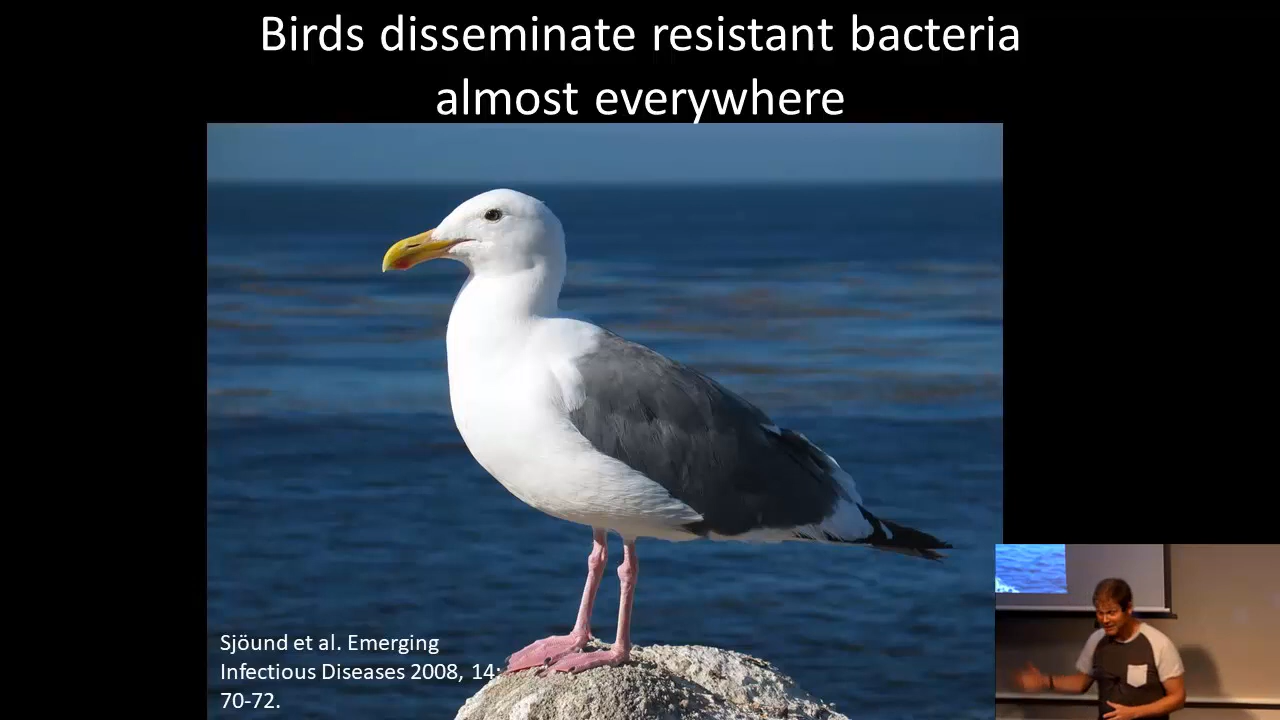 Birds disseminate resistant bacteria
almost everywhere
Sjöund et al. Emerging
Infectious Diseases 2008, 14:
70-72.